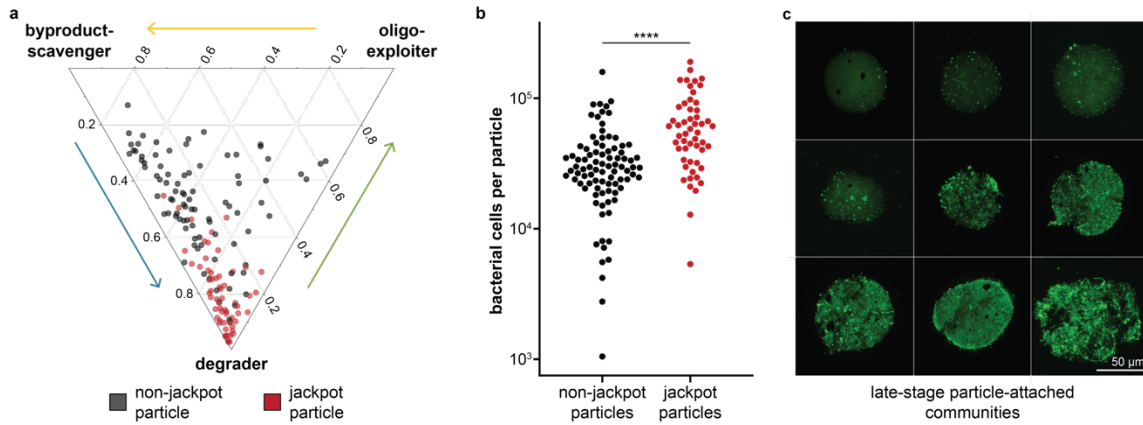 a
byproduct-
scavenger
oligo-
exploiter
0.8
0.6
0.4
0.2
0.2
0.4
0.6
0.8
0.8
0.6
0.4
0.2
degrader
non-jackpot
particle
jackpot
particle
b
bacterial cells per particle
10⁵
10⁴
10³
****
non-jackpot
particles
jackpot
particles
c
50 μm
late-stage particle-attached
communities